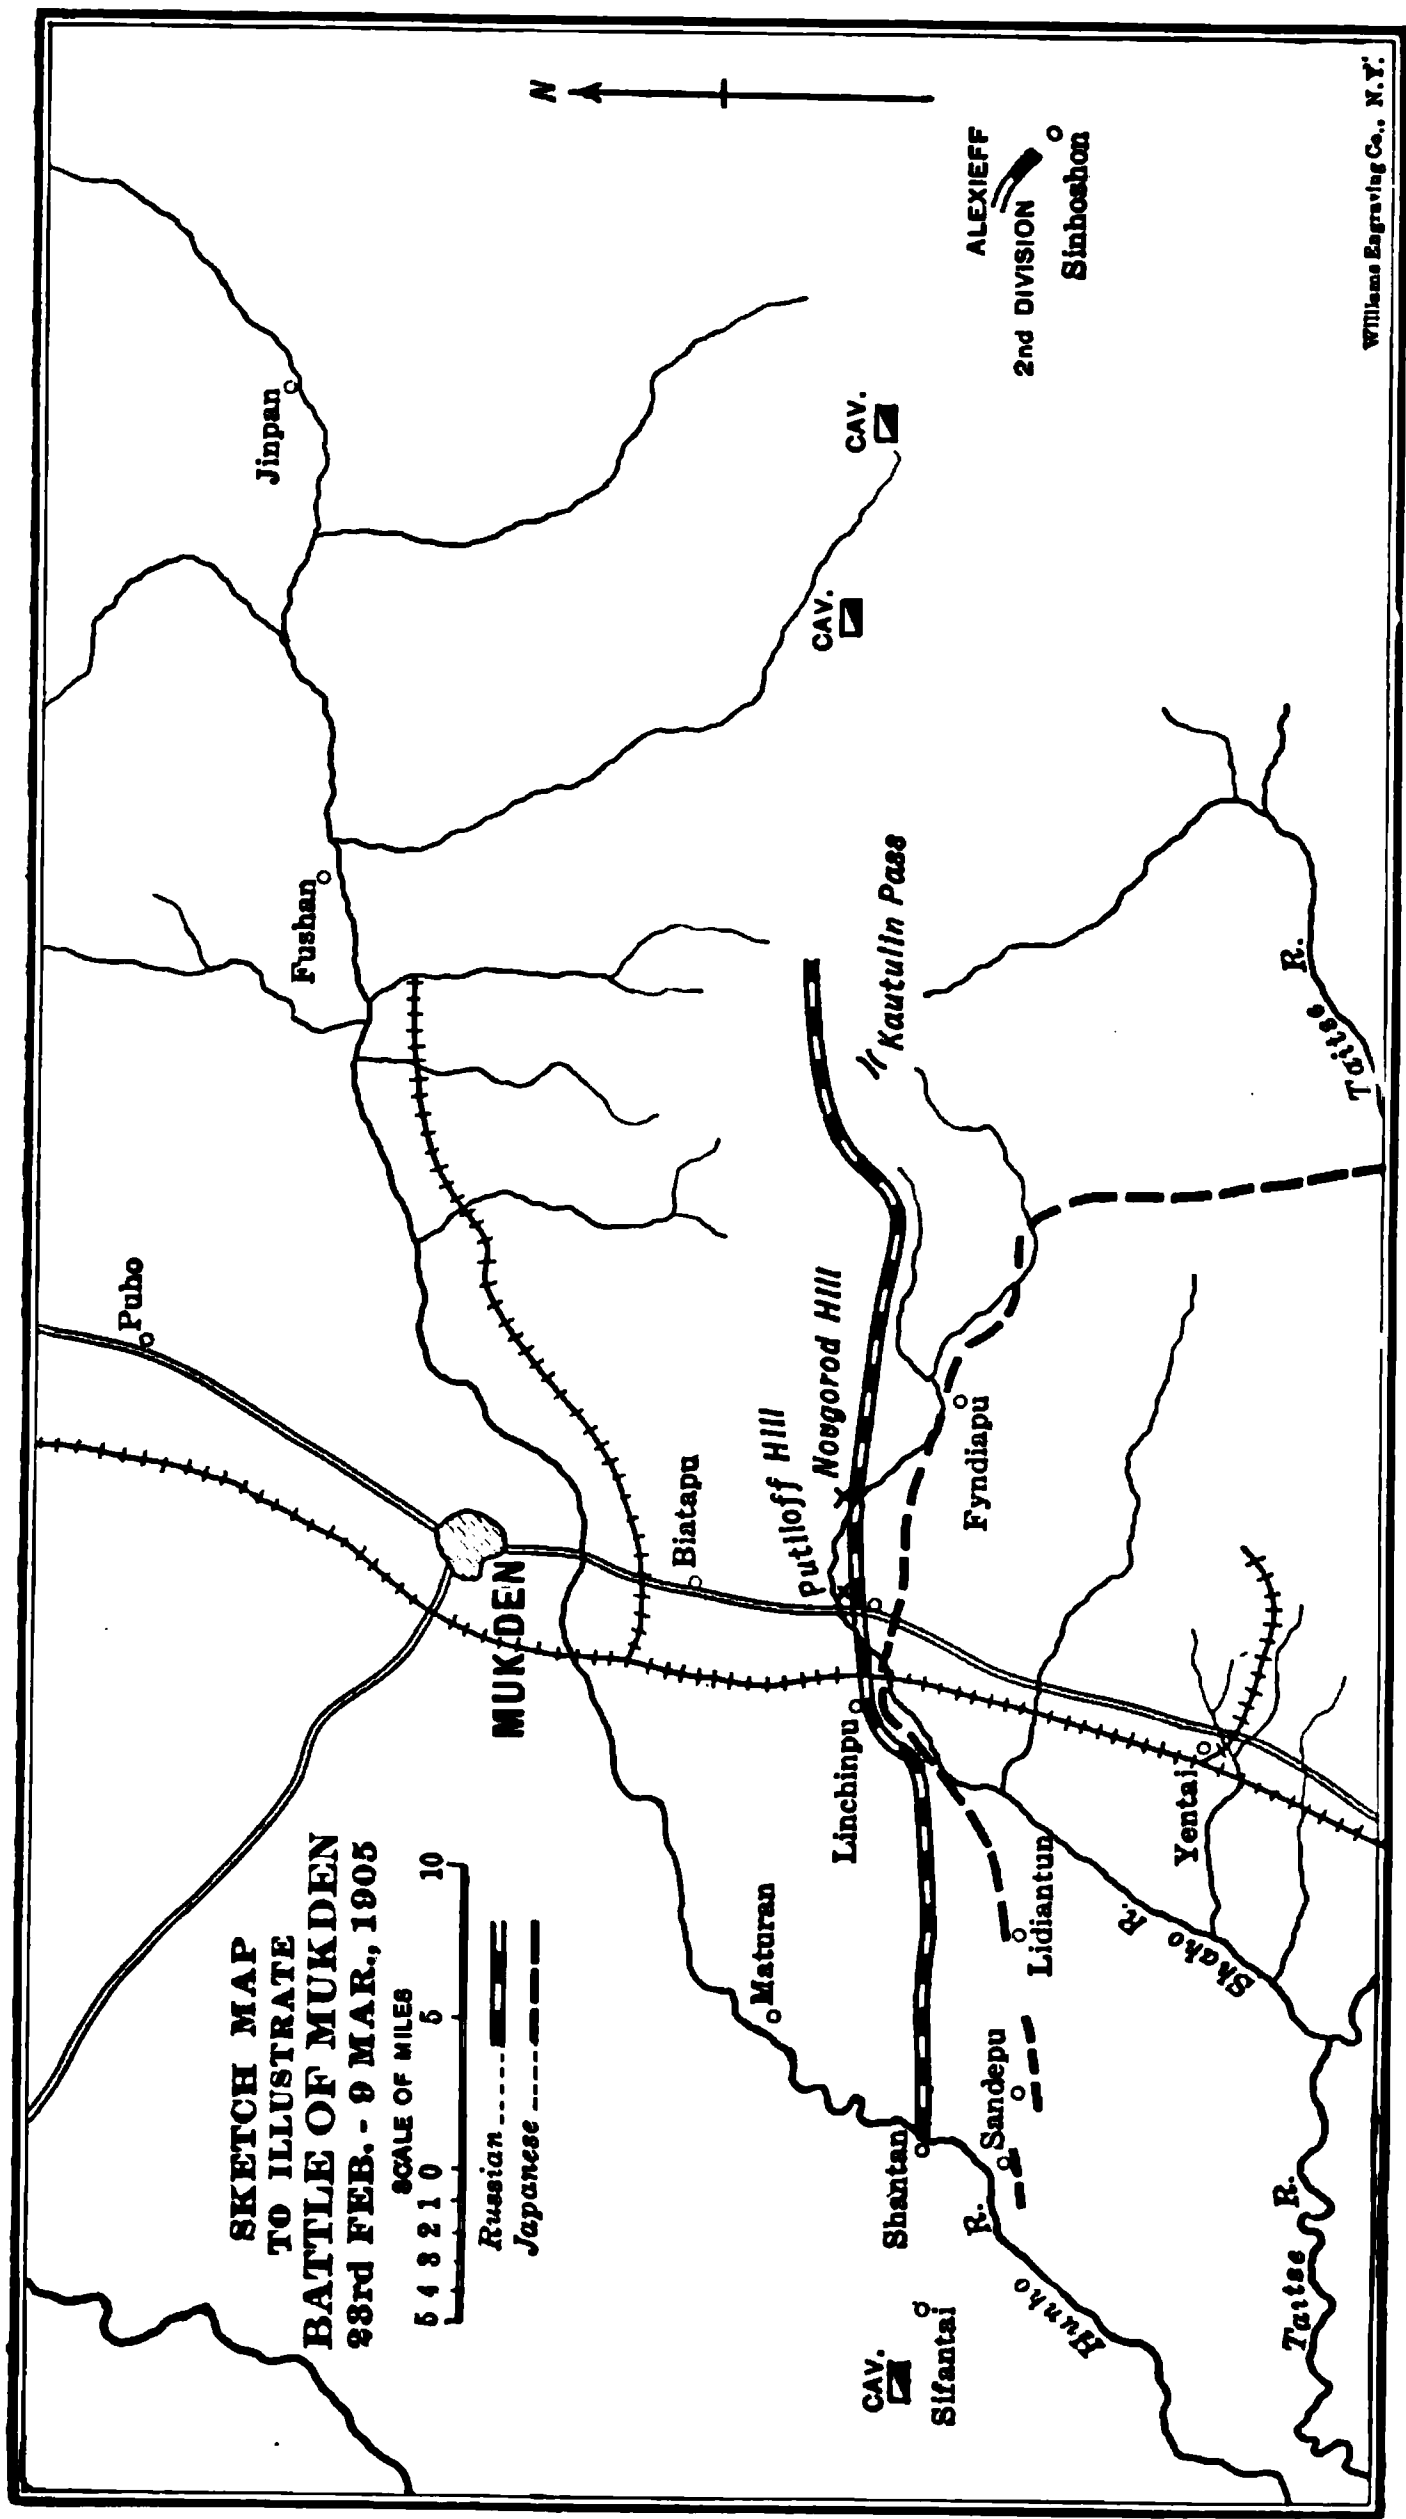 SKETCH MAP
TO ILLUSTRATE
BATTLE OF MUKDEN
23rd FEB. - 9 MAR., 1905
SCALE OF MILES
5 4 3 2 1 0 5 10
Russian
Japanese
N
Jinpan
Fushan
Puho
MUKDEN
Biatapu
Maturan
CAV.
CAV.
ALEXIEFF
2nd DIVISION
Sinhoshon
Kautulin Pass
Putiloff Hill
Novgorod Hill
Linchinpu
Fyndiapu
Shantan
Sandepu
Lidiantun
CAV.
Sifantai
Hunho R.
Shaho R.
Yentai
Taitse R.
Taitse R.
Williams Engraving Co., N.Y.